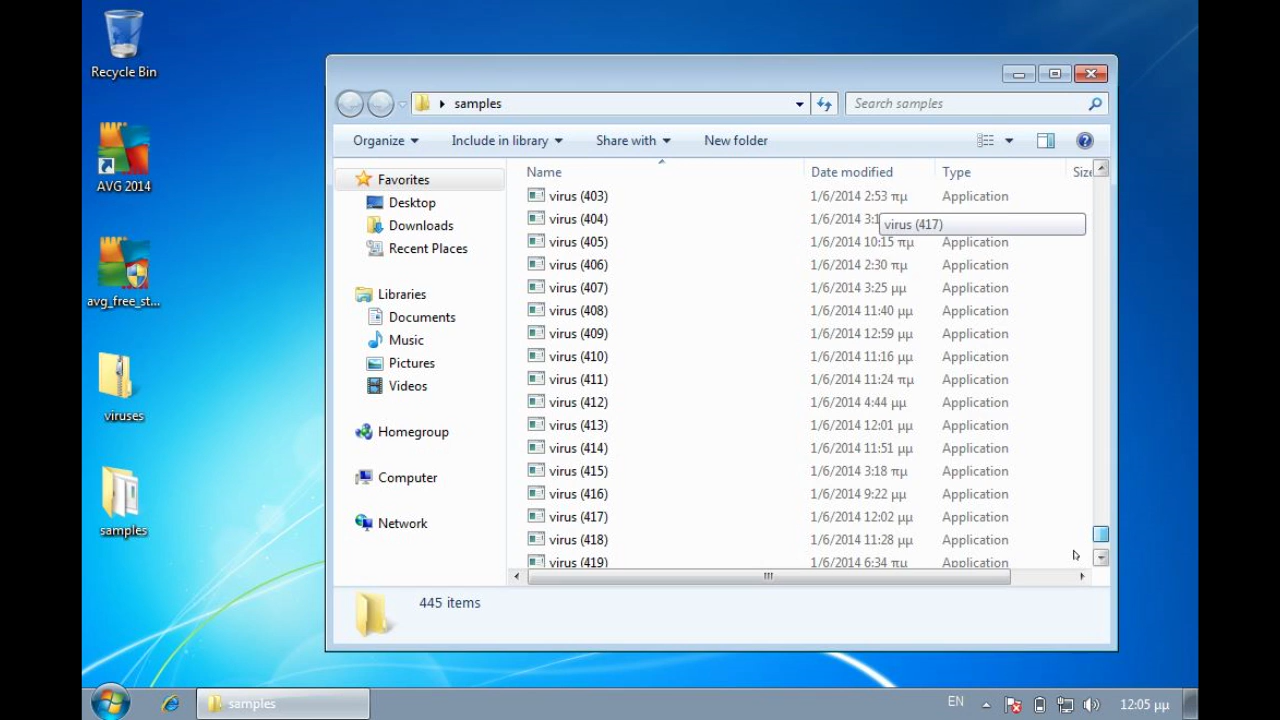 Recycle Bin
AVG 2014
avg_free_st...
viruses
samples
samples
Search samples
Organize
Include in library
Share with
New folder
Favorites
Desktop
Downloads
Recent Places
Libraries
Documents
Music
Pictures
Videos
Homegroup
Computer
Network
Name Date modified Type Size
virus (403) 1/6/2014 2:53 πμ Application
virus (404) 1/6/2014 3:1
virus (417)
virus (405) 1/6/2014 10:15 πμ Application
virus (406) 1/6/2014 2:30 πμ Application
virus (407) 1/6/2014 3:25 μμ Application
virus (408) 1/6/2014 11:40 μμ Application
virus (409) 1/6/2014 12:59 μμ Application
virus (410) 1/6/2014 11:16 μμ Application
virus (411) 1/6/2014 11:24 πμ Application
virus (412) 1/6/2014 4:44 μμ Application
virus (413) 1/6/2014 12:01 μμ Application
virus (414) 1/6/2014 11:51 μμ Application
virus (415) 1/6/2014 3:18 πμ Application
virus (416) 1/6/2014 9:22 μμ Application
virus (417) 1/6/2014 12:02 μμ Application
virus (418) 1/6/2014 11:28 μμ Application
virus (419) 1/6/2014 6:34 πμ Application
445 items
samples
EN
12:05 μμ